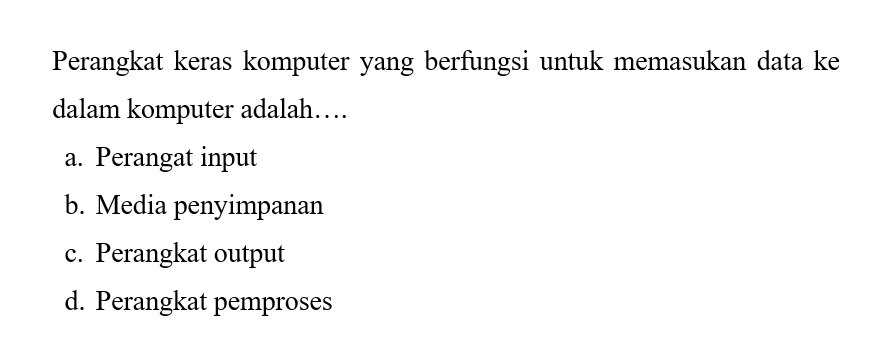 Perangkat keras komputer yang berfungsi untuk memasukan data ke
dalam komputer adalah....
a. Perangat input
b. Media penyimpanan
c. Perangkat output
d. Perangkat pemproses